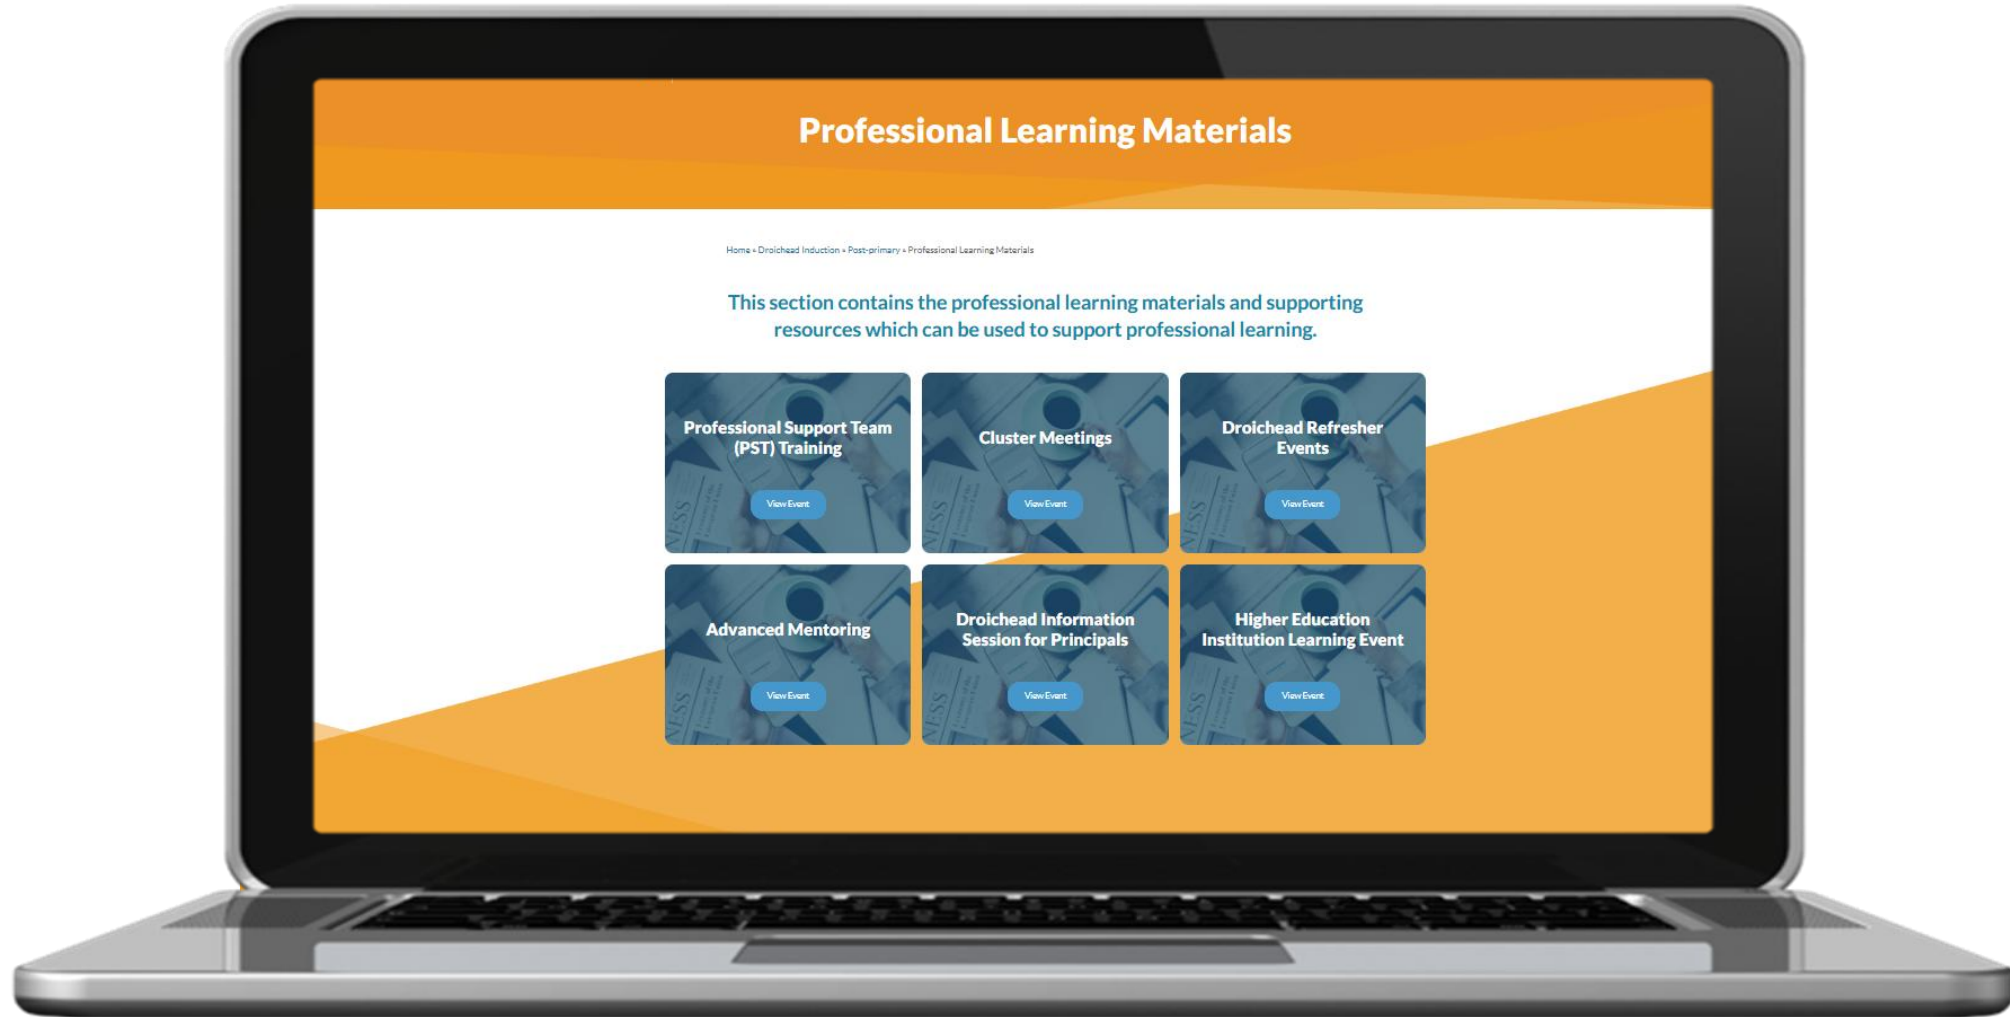 Professional Learning Materials
Home » Droichead Induction » Post-primary » Professional Learning Materials
This section contains the professional learning materials and supporting
resources which can be used to support professional learning.
Professional Support Team
(PST) Training
View Event
Cluster Meetings
View Event
Droichead Refresher
Events
View Event
Advanced Mentoring
View Event
Droichead Information
Session for Principals
View Event
Higher Education
Institution Learning Event
View Event